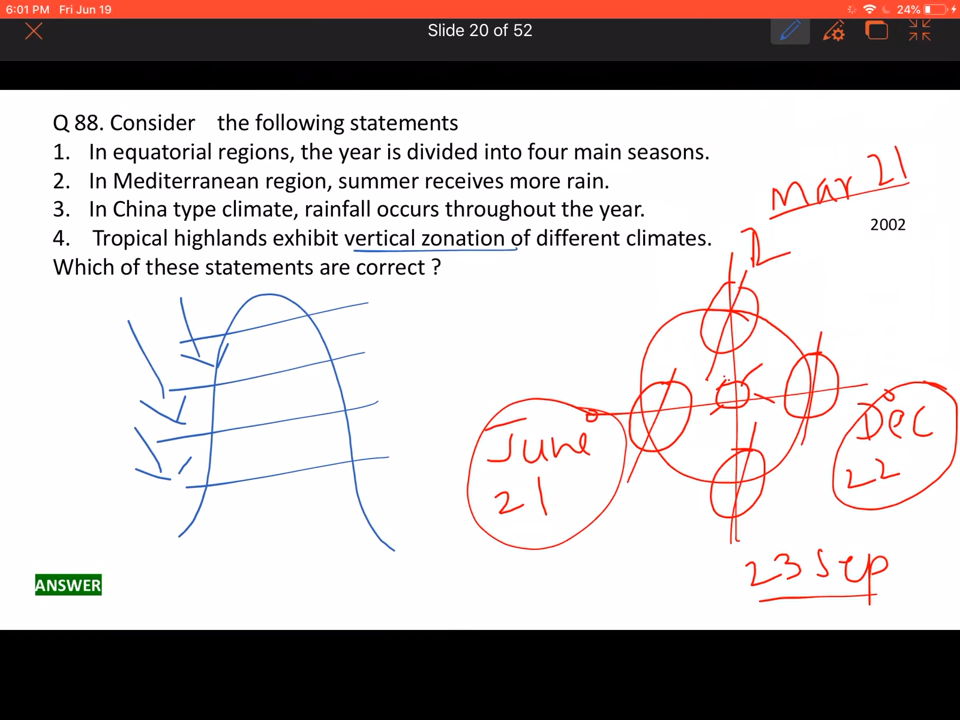 6:01 PM Fri Jun 19
24%
Slide 20 of 52
Q 88. Consider the following statements
1. In equatorial regions, the year is divided into four main seasons.
2. In Mediterranean region, summer receives more rain.
3. In China type climate, rainfall occurs throughout the year.
4. Tropical highlands exhibit vertical zonation of different climates.
Which of these statements are correct ?
Mar 21
2002
June
21
Dec
22
23 Sep
ANSWER